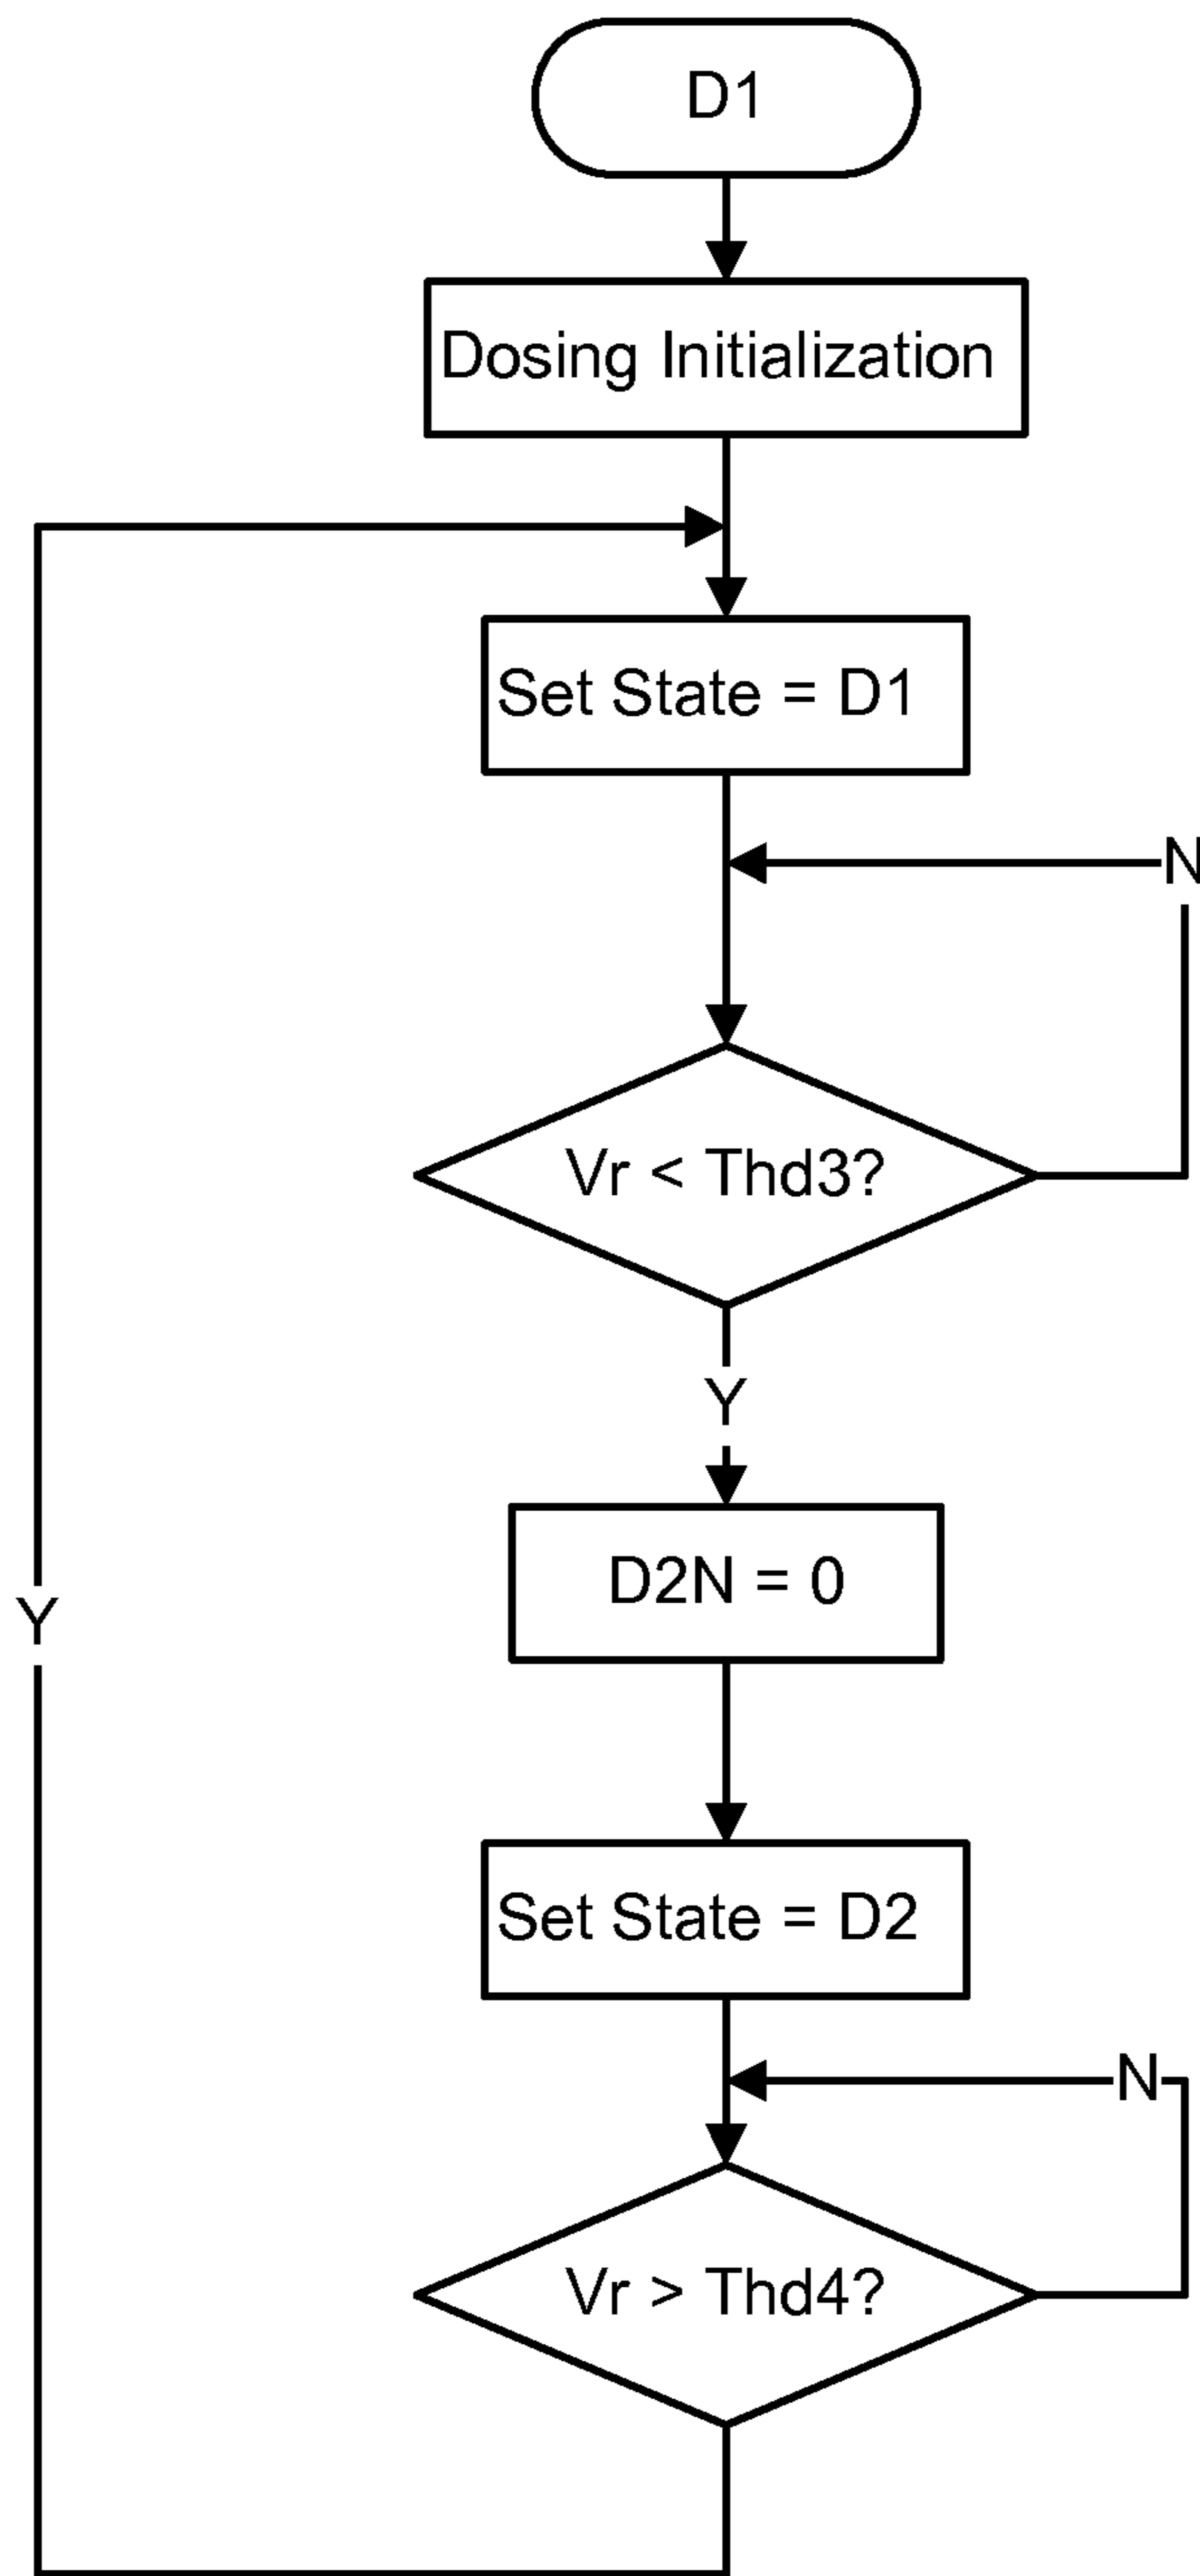 D1
Dosing Initialization
Set State = D1
N
Vr < Thd3?
Y
D2N = 0
Y
Set State = D2
N
Vr > Thd4?